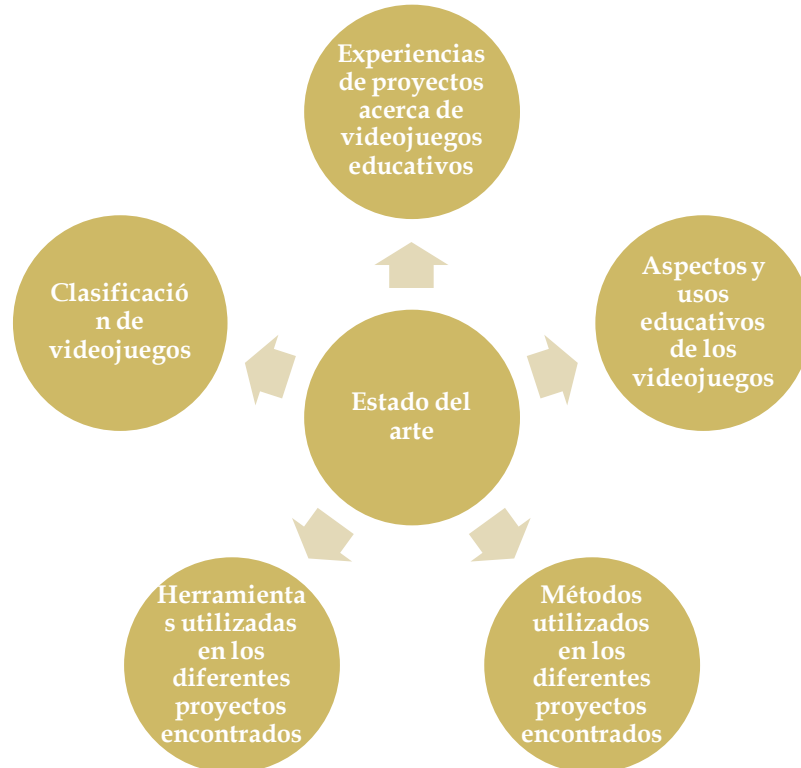 Experiencias
de proyectos
acerca de
videojuegos
educativos
Aspectos y
usos
educativos
de los
videojuegos
Clasificació
n de
videojuegos
Estado del
arte
Herramienta
s utilizadas
en los
diferentes
proyectos
encontrados
Métodos
utilizados
en los
diferentes
proyectos
encontrados